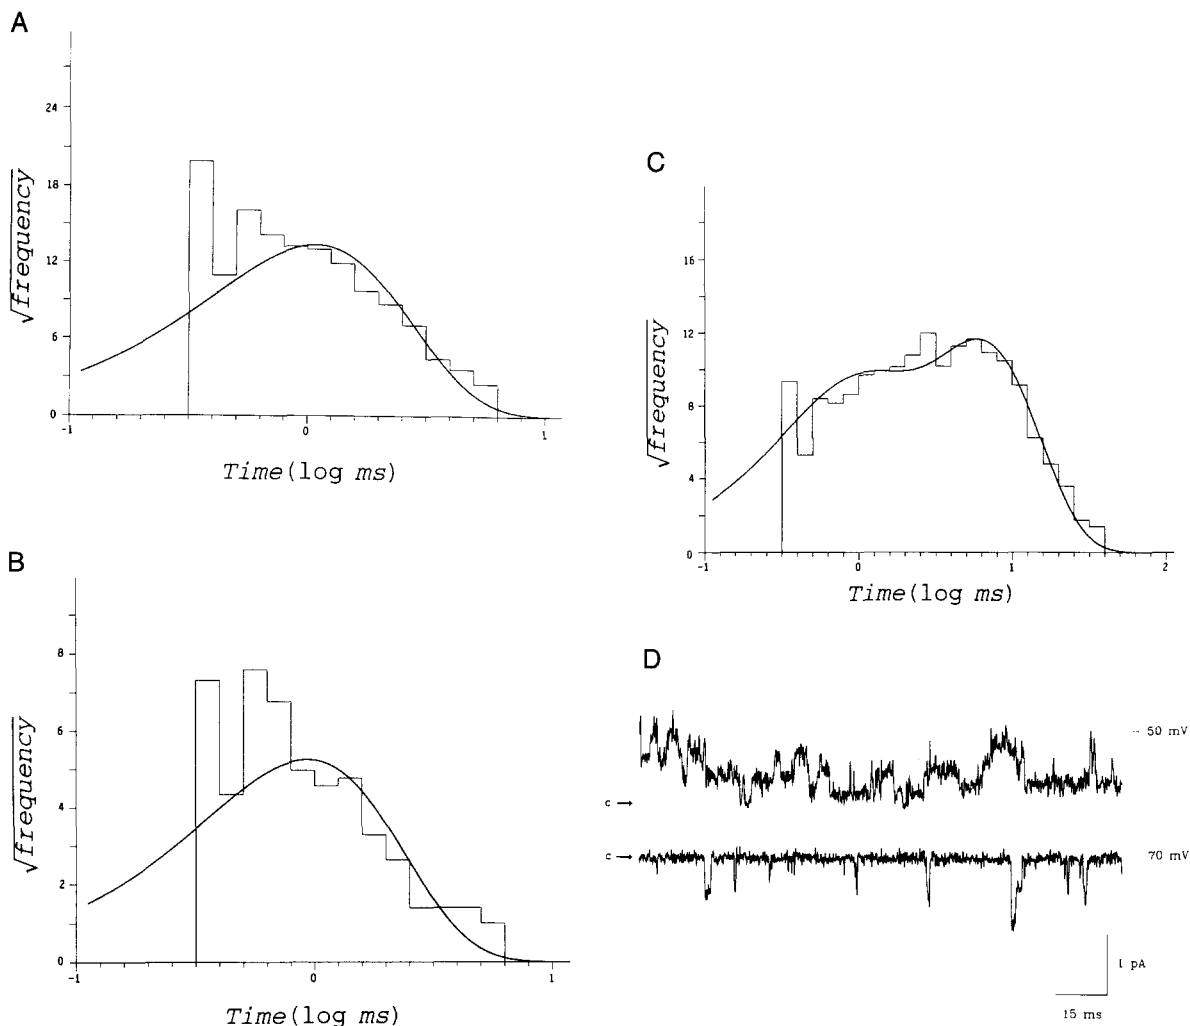 A
24
18
12
6
0
-1
0
1
√frequency
Time(log ms)
B
8
6
4
2
0
-1
0
1
√frequency
Time(log ms)
C
16
12
8
4
0
-1
0
1
2
√frequency
Time(log ms)
D
- 50 mV
c →
c →
70 mV
1 pA
15 ms